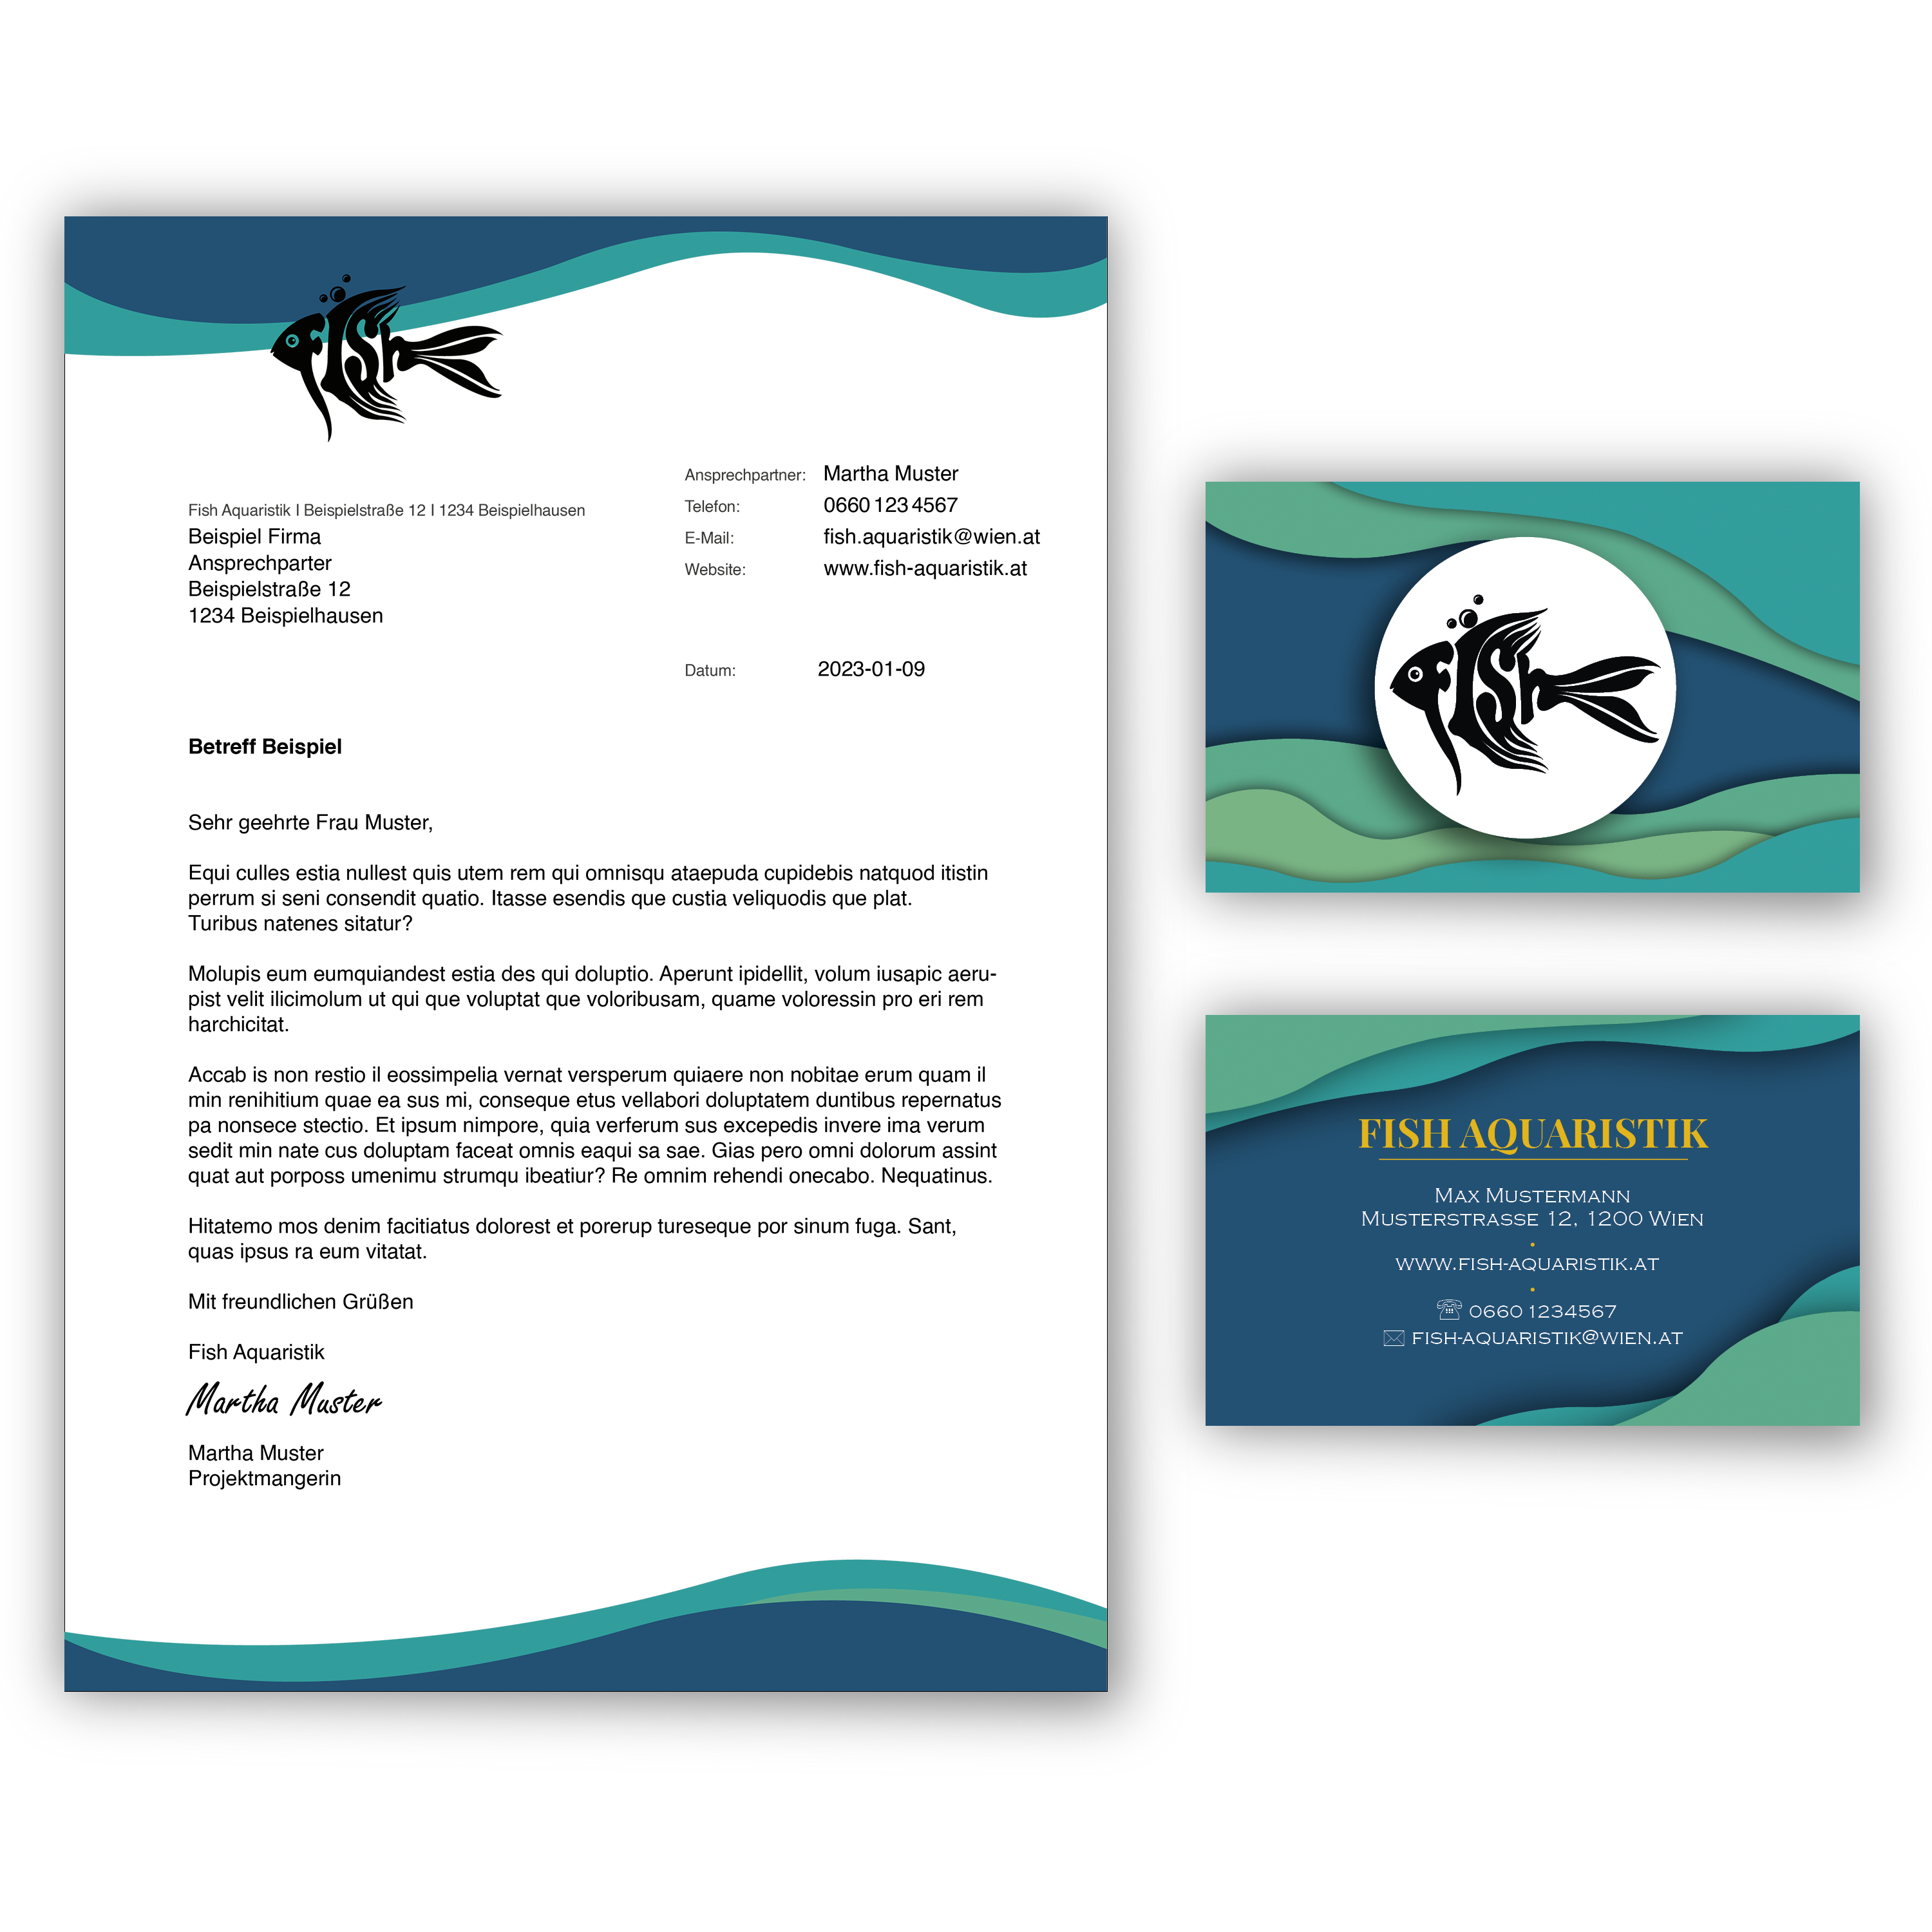 FISh
Ansprechpartner: Martha Muster
Telefon: 0660 123 4567
E-Mail: fish.aquaristik@wien.at
Website: www.fish-aquaristik.at
Fish Aquaristik I Beispielstraße 12 I 1234 Beispielhausen
Beispiel Firma
Ansprechparter
Beispielstraße 12
1234 Beispielhausen
Datum: 2023-01-09
Betreff Beispiel
Sehr geehrte Frau Muster,
Equi culles estia nullest quis utem rem qui omnisqu ataepuda cupidebis natquod itistin
perrum si seni consendit quatio. Itasse esendis que custia veliquodis que plat.
Turibus natenes sitatur?
Molupis eum eumquiandest estia des qui doluptio. Aperunt ipidellit, volum iusapic aeru-
pist velit ilicimolum ut qui que voluptat que voloribusam, quame voloressin pro eri rem
harchicitat.
Accab is non restio il eossimpelia vernat versperum quiaere non nobitae erum quam il
min renihitium quae ea sus mi, conseque etus vellabori doluptatem duntibus repernatus
pa nonsece stectio. Et ipsum nimpore, quia verferum sus excepedis invere ima verum
sedit min nate cus doluptam faceat omnis eaqui sa sae. Gias pero omni dolorum assint
quat aut porposs umenimu strumqu ibeatiur? Re omnim rehendi onecabo. Nequatinus.
Hitatemo mos denim facitiatus dolorest et porerup tureseque por sinum fuga. Sant,
quas ipsus ra eum vitatat.
Mit freundlichen Grüßen
Fish Aquaristik
Martha Muster
Martha Muster
Projektmangerin
FISh
FISH AQUARISTIK
MAX MUSTERMANN
MUSTERSTRASSE 12, 1200 WIEN
WWW.FISH-AQUARISTIK.AT
0660 1234567
FISH-AQUARISTIK@WIEN.AT